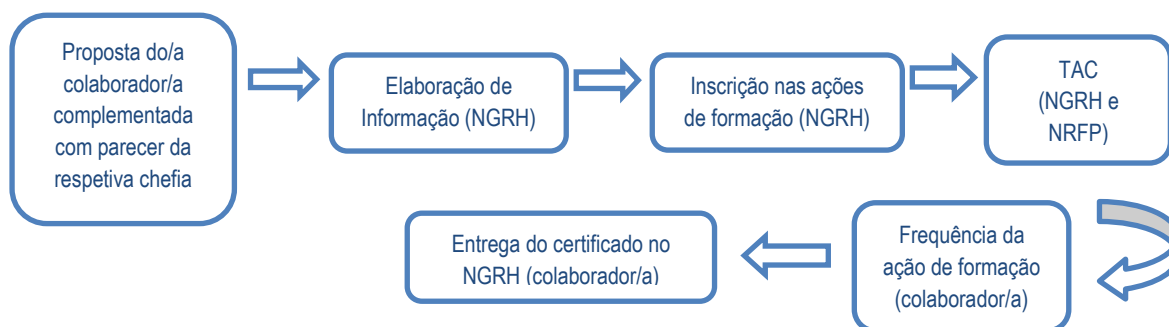 Proposta do/a
colaborador/a
complementada
com parecer da
respetiva chefia
Elaboração de
Informação (NGRH)
Inscrição nas ações
de formação (NGRH)
TAC
(NGRH e
NRFP)
Frequência da
ação de formação
(colaborador/a)
Entrega do certificado no
NGRH (colaborador/a)